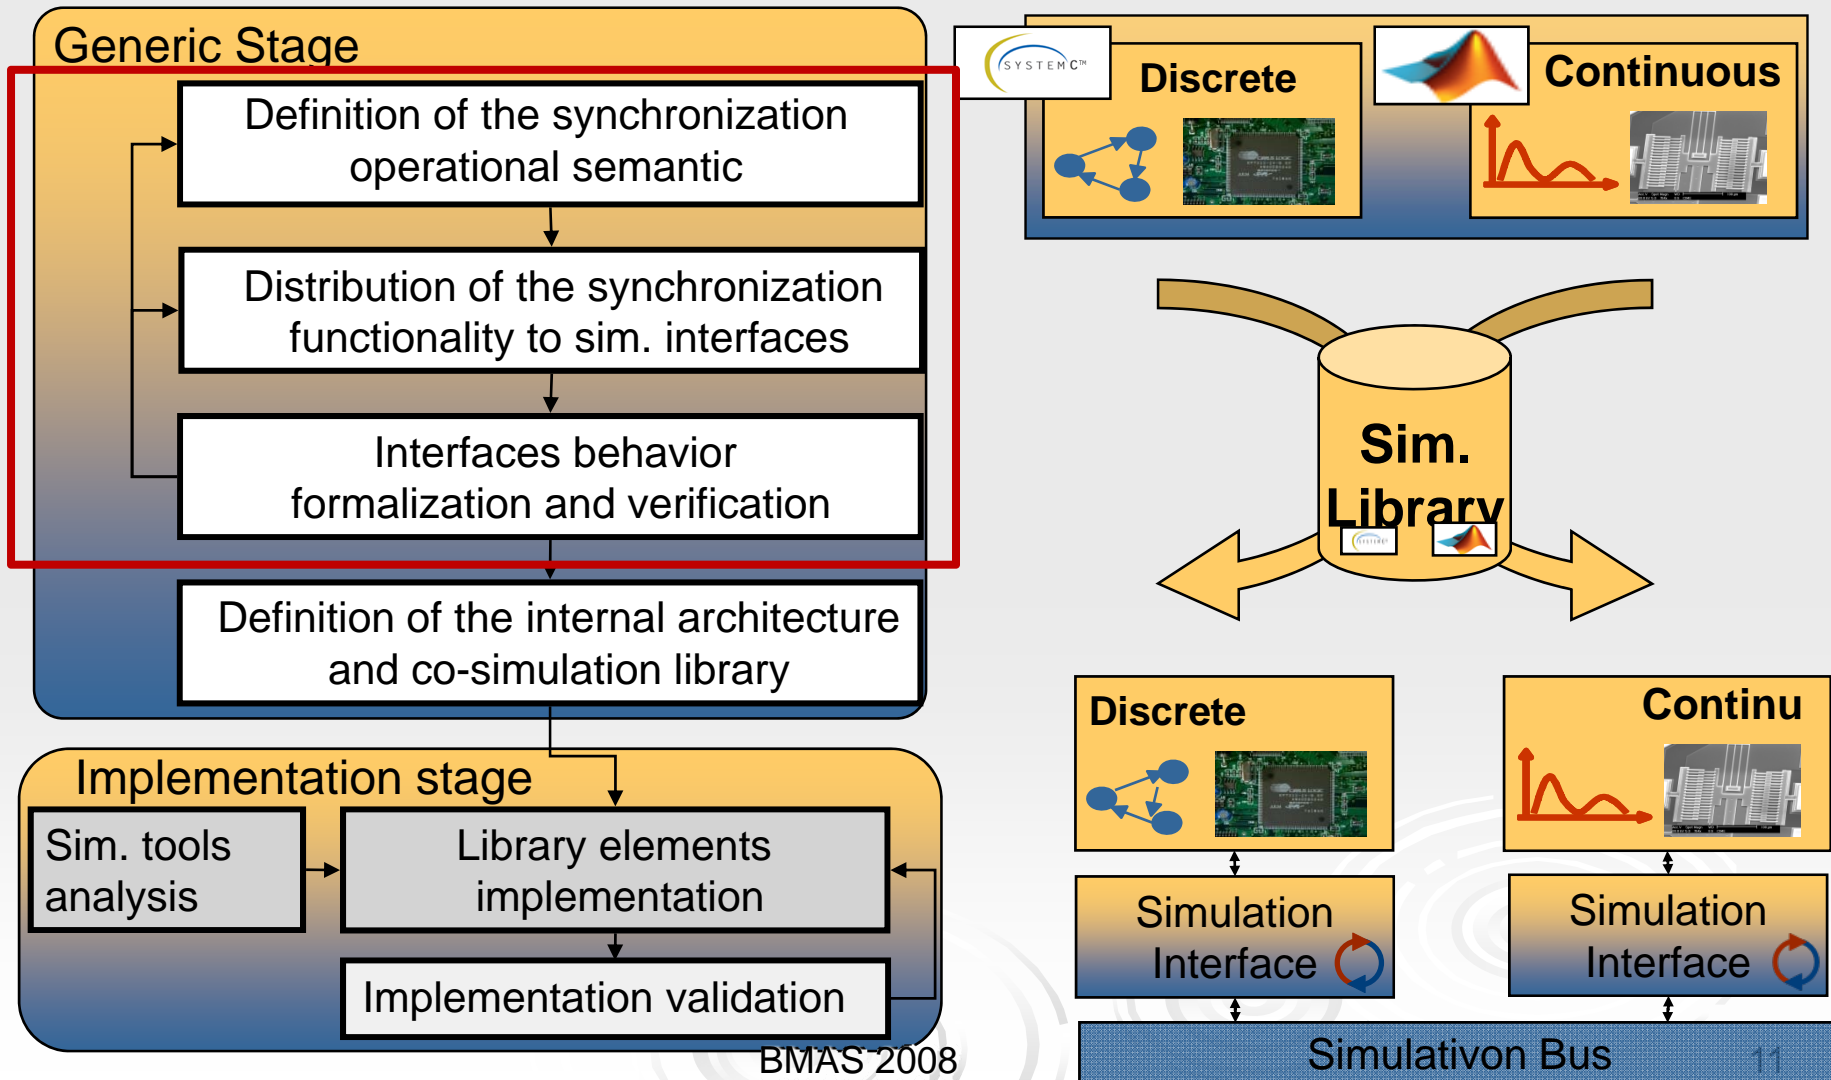 Generic Stage
Definition of the synchronization
operational semantic
Distribution of the synchronization
functionality to sim. interfaces
Interfaces behavior
formalization and verification
Definition of the internal architecture
and co-simulation library
Implementation stage
Sim. tools
analysis
Library elements
implementation
Implementation validation
BMAS 2008
SYSTEM C™
Discrete
Continuous
Sim.
Library
Discrete
Continu
Simulation
Interface
Simulation
Interface
Simulativon Bus
11